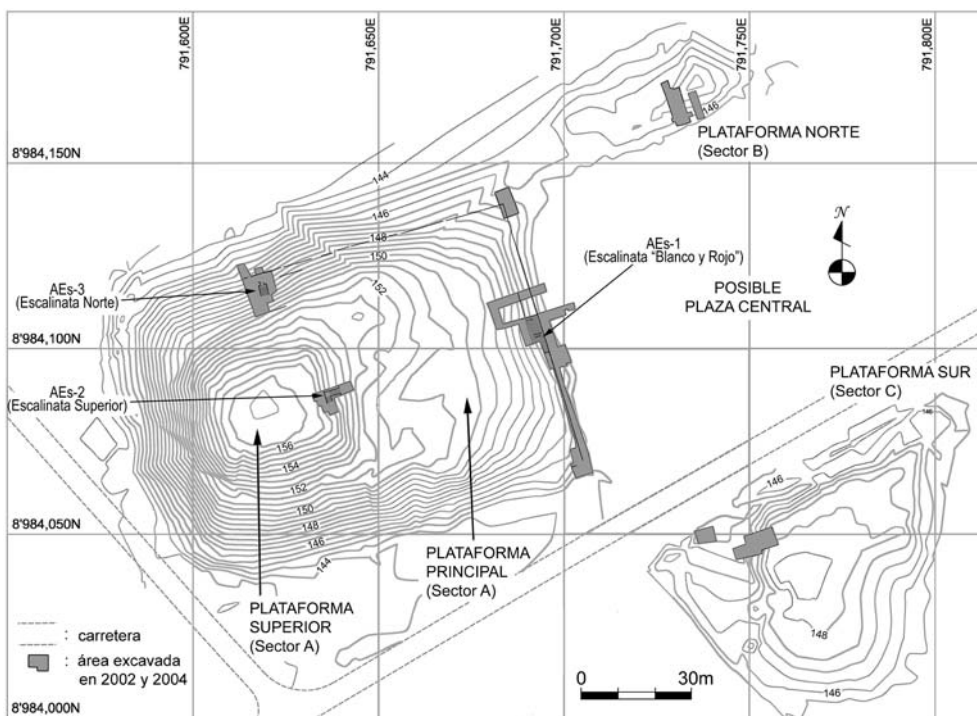 791,600E
791,650E
791,700E
791,750E
791,800E
146
PLATAFORMA NORTE
(Sector B)
8'984,150N
144
146
148
150
152
N
AEs-1
(Escalinata "Blanco y Rojo")
AEs-3
(Escalinata Norte)
POSIBLE
PLAZA CENTRAL
8'984,100N
PLATAFORMA SUR
(Sector C)
AEs-2
(Escalinata Superior)
146
156
154
152
150
148
146
144
146
8'984,050N
PLATAFORMA
PRINCIPAL
(Sector A)
PLATAFORMA
SUPERIOR
(Sector A)
148
146
: carretera
: área excavada
en 2002 y 2004
0
30m
8'984,000N